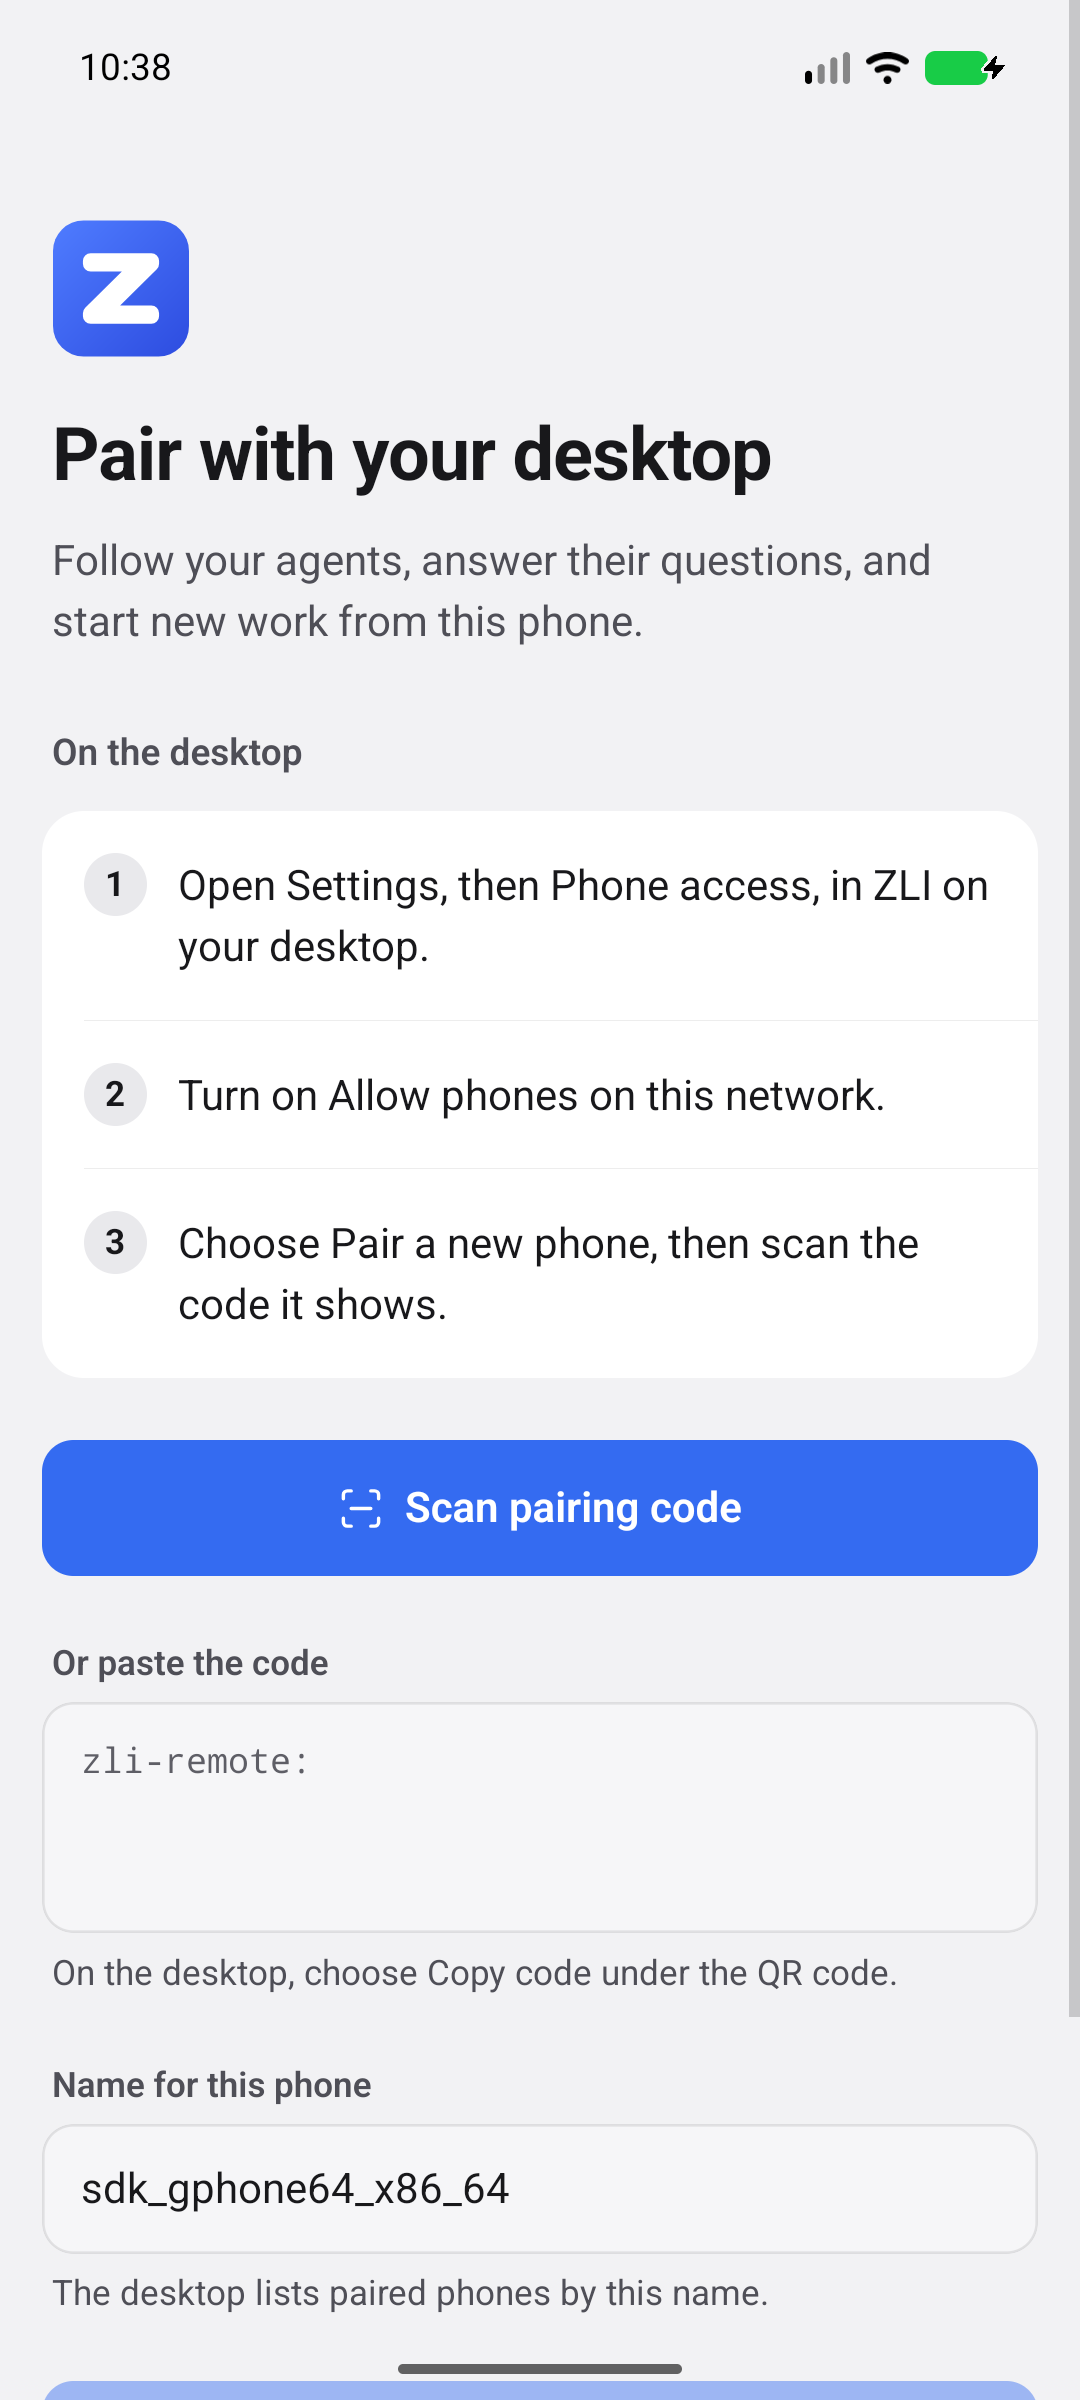 10:38
Z
Pair with your desktop
Follow your agents, answer their questions, and
start new work from this phone.
On the desktop
1 Open Settings, then Phone access, in ZLI on
your desktop.
2 Turn on Allow phones on this network.
3 Choose Pair a new phone, then scan the
code it shows.
Scan pairing code
Or paste the code
zli-remote:
On the desktop, choose Copy code under the QR code.
Name for this phone
sdk_gphone64_x86_64
The desktop lists paired phones by this name.